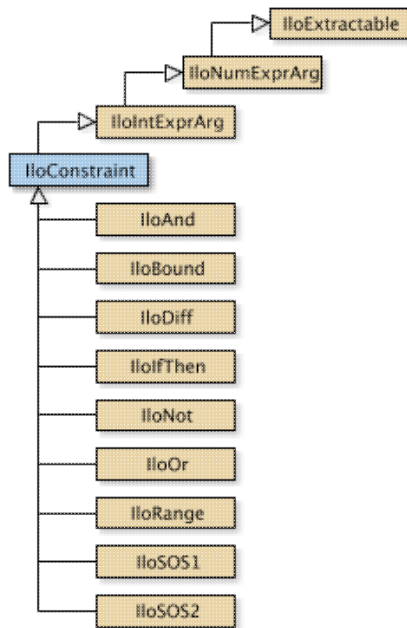 IloExtractable
IloNumExprArg
IloIntExprArg
IloConstraint
IloAnd
IloBound
IloDiff
IloIfThen
IloNot
IloOr
IloRange
IloSOS1
IloSOS2